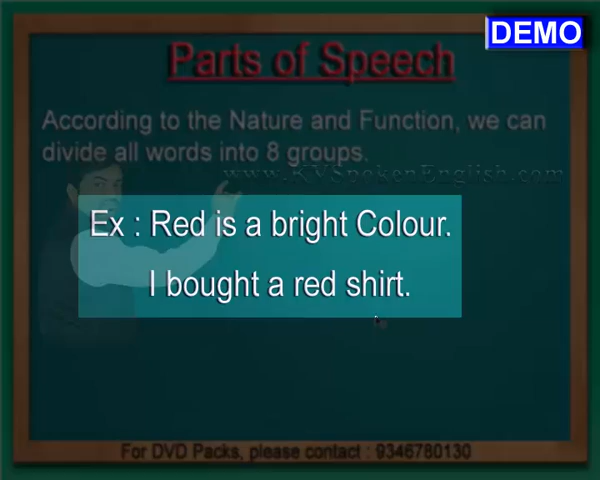 DEMO
Parts of Speech
According to the Nature and Function, we can
divide all words into 8 groups.
www.KVSpokenEnglish.com
Ex : Red is a bright Colour.
I bought a red shirt.
For DVD Packs, please contact : 9346780130